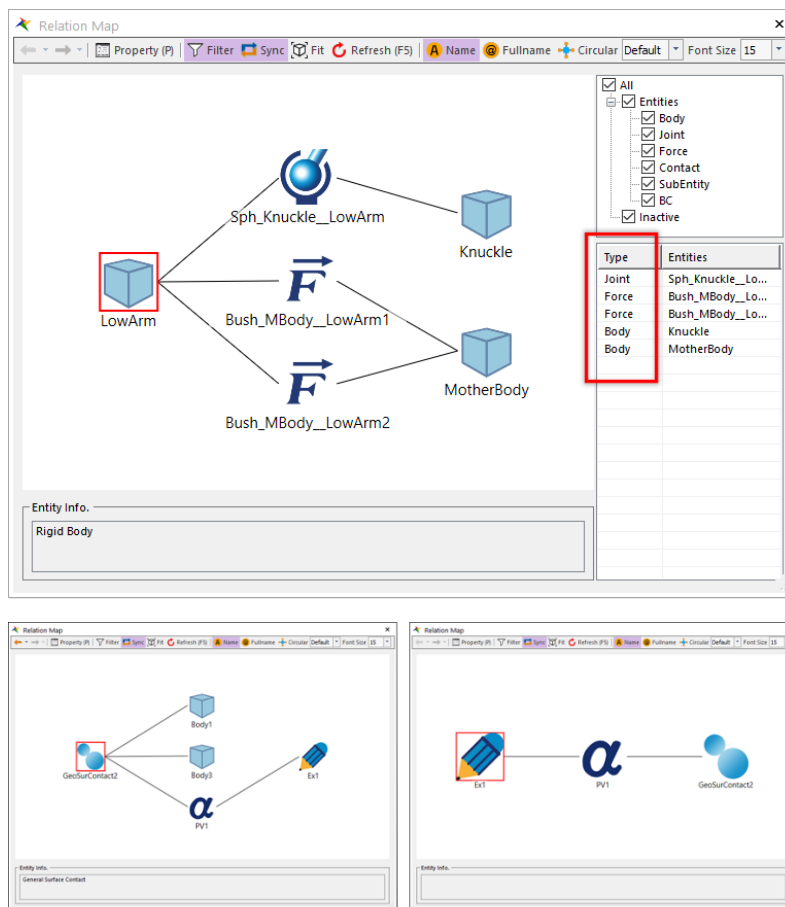 Relation Map
Property (P) Filter Sync Fit Refresh (F5) Name Fullname Circular Default Font Size 15
All
Entities
Body
Joint
Force
Contact
SubEntity
BC
Inactive
Sph_Knuckle__LowArm
Knuckle
LowArm
Bush_MBody__LowArm1
MotherBody
Bush_MBody__LowArm2
Type Entities
Joint Sph_Knuckle__Lo...
Force Bush_MBody__Lo...
Force Bush_MBody__Lo...
Body Knuckle
Body MotherBody
Entity Info.
Rigid Body
Relation Map
Property (P) Filter Sync Fit Refresh (F5) Name Fullname Circular Default Font Size 15
Body1
GeoSurContact2
Body3
Ex1
PV1
Entity Info.
General Surface Contact
Relation Map
Property (P) Filter Sync Fit Refresh (F5) Name Fullname Circular Default Font Size 15
Ex1
PV1
GeoSurContact2
Entity Info.